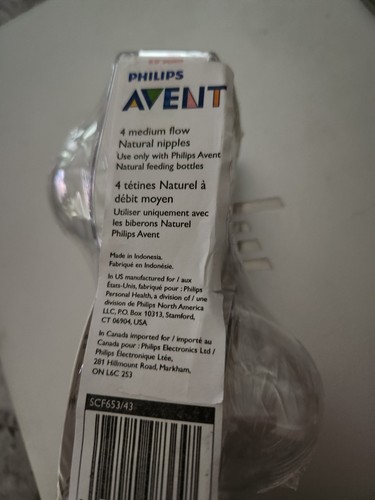 PHILIPS
AVENT
4 medium flow
Natural nipples
Use only with Philips Avent
Natural feeding bottles
4 tétines Naturel à
débit moyen
Utiliser uniquement avec
les biberons Naturel
Philips Avent
Made in Indonesia.
Fabriqué en Indonésie.
In US manufactured for / aux
États-Unis, fabriqué pour : Philips
Personal Health, a division of / une
division de Philips North America
LLC, P.O. Box 10313, Stamford,
CT 06904, USA
In Canada imported for / importé au
Canada pour : Philips Electronics Ltd /
Philips Électronique Ltée,
281 Hillmount Road, Markham,
ON L6C 2S3
SCF653/43